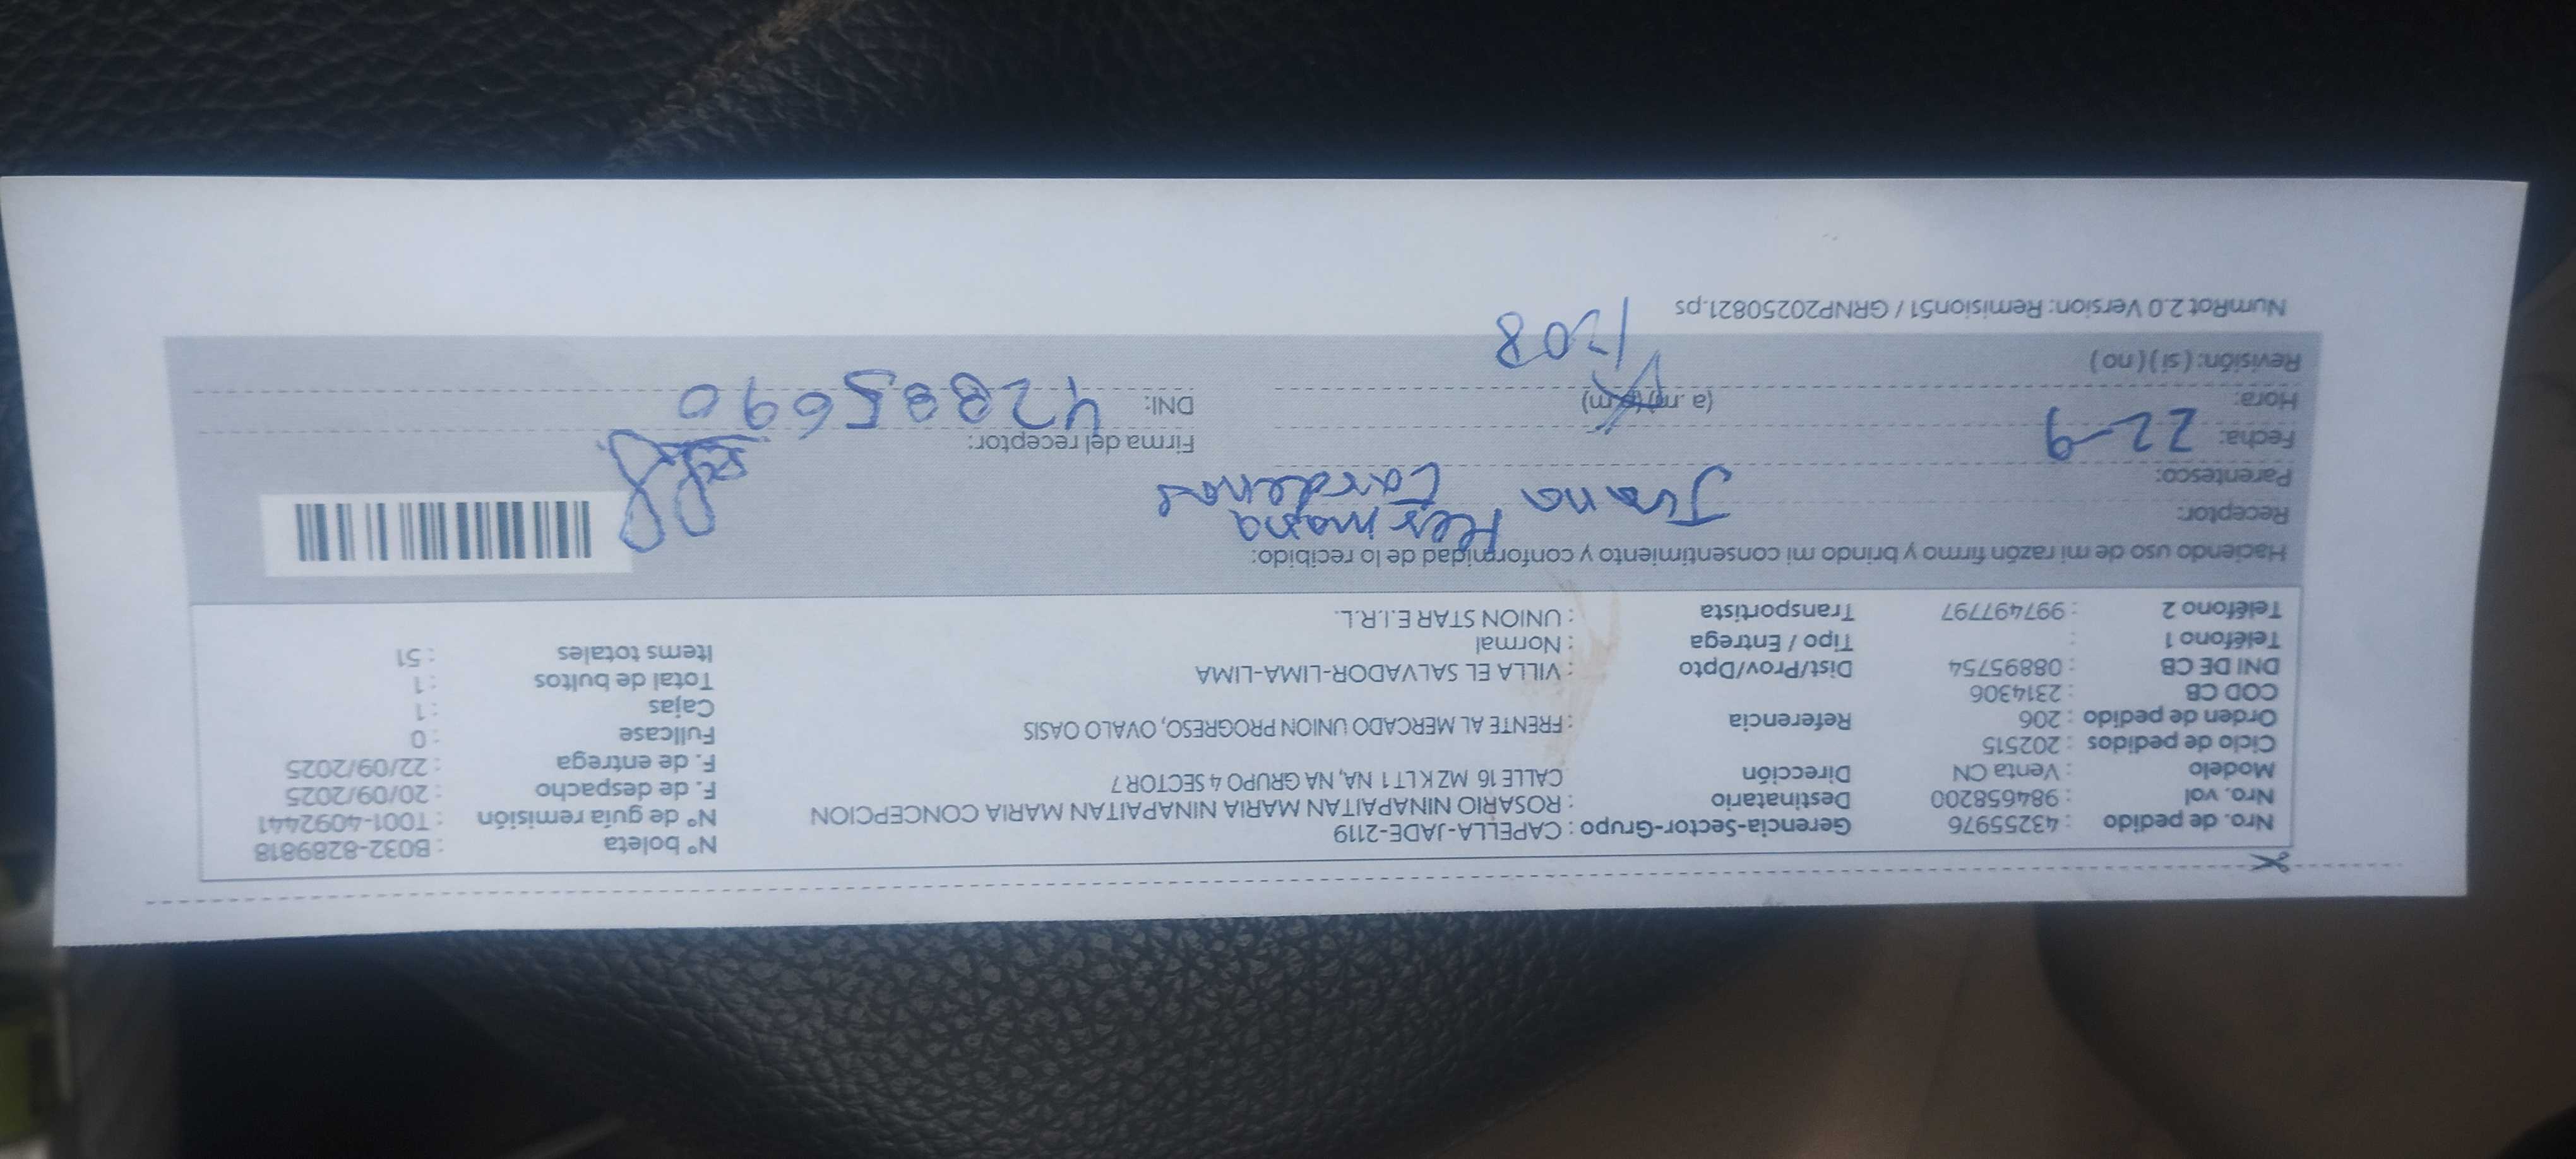 Nro. de pedido : 43255976 Gerencia-Sector-Grupo : CAPELLA-JADE-2119 N° boleta : B032-8289818
Nro. vol : 984658200 Destinatario : ROSARIO NINAPAITAN MARIA NINAPAITAN MARIA CONCEPCION N° de guía remisión : T001-4092441
Modelo : Venta CN Dirección CALLE 16 MZ K LT 1 NA, NA GRUPO 4 SECTOR 7 F. de despacho : 20/09/2025
Ciclo de pedidos : 202515 F. de entrega : 22/09/2025
Orden de pedido : 206 Referencia : FRENTE AL MERCADO UNION PROGRESO, OVALO OASIS Fullcase : 0
COD CB : 2314306 Cajas : 1
DNI DE CB : 08895754 Dist/Prov/Dpto : VILLA EL SALVADOR-LIMA-LIMA Total de bultos : 1
Teléfono 1 : Tipo / Entrega : Normal Items totales : 51
Teléfono 2 : 997497797 Transportista : UNION STAR E.I.R.L.
Haciendo uso de mi razón firmo y brindo mi consentimiento y conformidad de lo recibido:
Receptor: Juana Cardenas
Parentesco: Hermana
Fecha: 22-9 Firma del receptor:
Hora: (a.m) (p.m) DNI: 42885690
1208
Revisión: ( si ) ( no )
NumRot 2.0 Version: Remision51 / GRNP20250821.ps